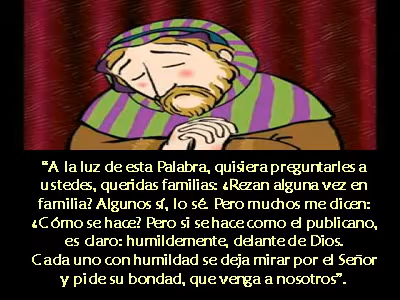 “A la luz de esta Palabra, quisiera preguntarles a
ustedes, queridas familias: ¿Rezan alguna vez en
familia? Algunos sí, lo sé. Pero muchos me dicen:
¿Cómo se hace? Pero si se hace como el publicano,
es claro: humildemente, delante de Dios.
Cada uno con humildad se deja mirar por el Señor
y pide su bondad, que venga a nosotros”.